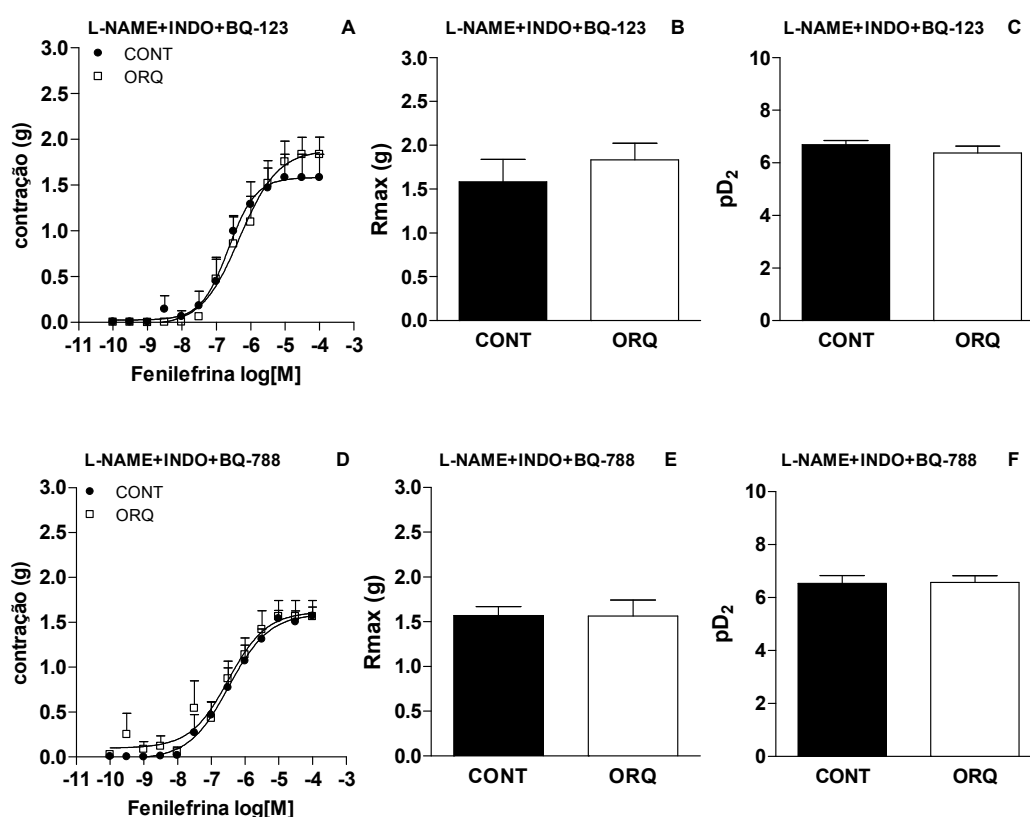 L-NAME+INDO+BQ-123 A
CONT
ORQ
contração (g)
3.0
2.5
2.0
1.5
1.0
0.5
0.0
-11 -10 -9 -8 -7 -6 -5 -4 -3
Fenilefrina log[M]
L-NAME+INDO+BQ-123 B
Rmax (g)
3.0
2.5
2.0
1.5
1.0
0.5
0.0
CONT ORQ
L-NAME+INDO+BQ-123 C
pD2
10
8
6
4
2
0
CONT ORQ
L-NAME+INDO+BQ-788 D
CONT
ORQ
contração (g)
3.0
2.5
2.0
1.5
1.0
0.5
0.0
-11 -10 -9 -8 -7 -6 -5 -4 -3
Fenilefrina log[M]
L-NAME+INDO+BQ-788 E
Rmax (g)
3.0
2.5
2.0
1.5
1.0
0.5
0.0
CONT ORQ
L-NAME+INDO+BQ-788 F
pD2
10
8
6
4
2
0
CONT ORQ